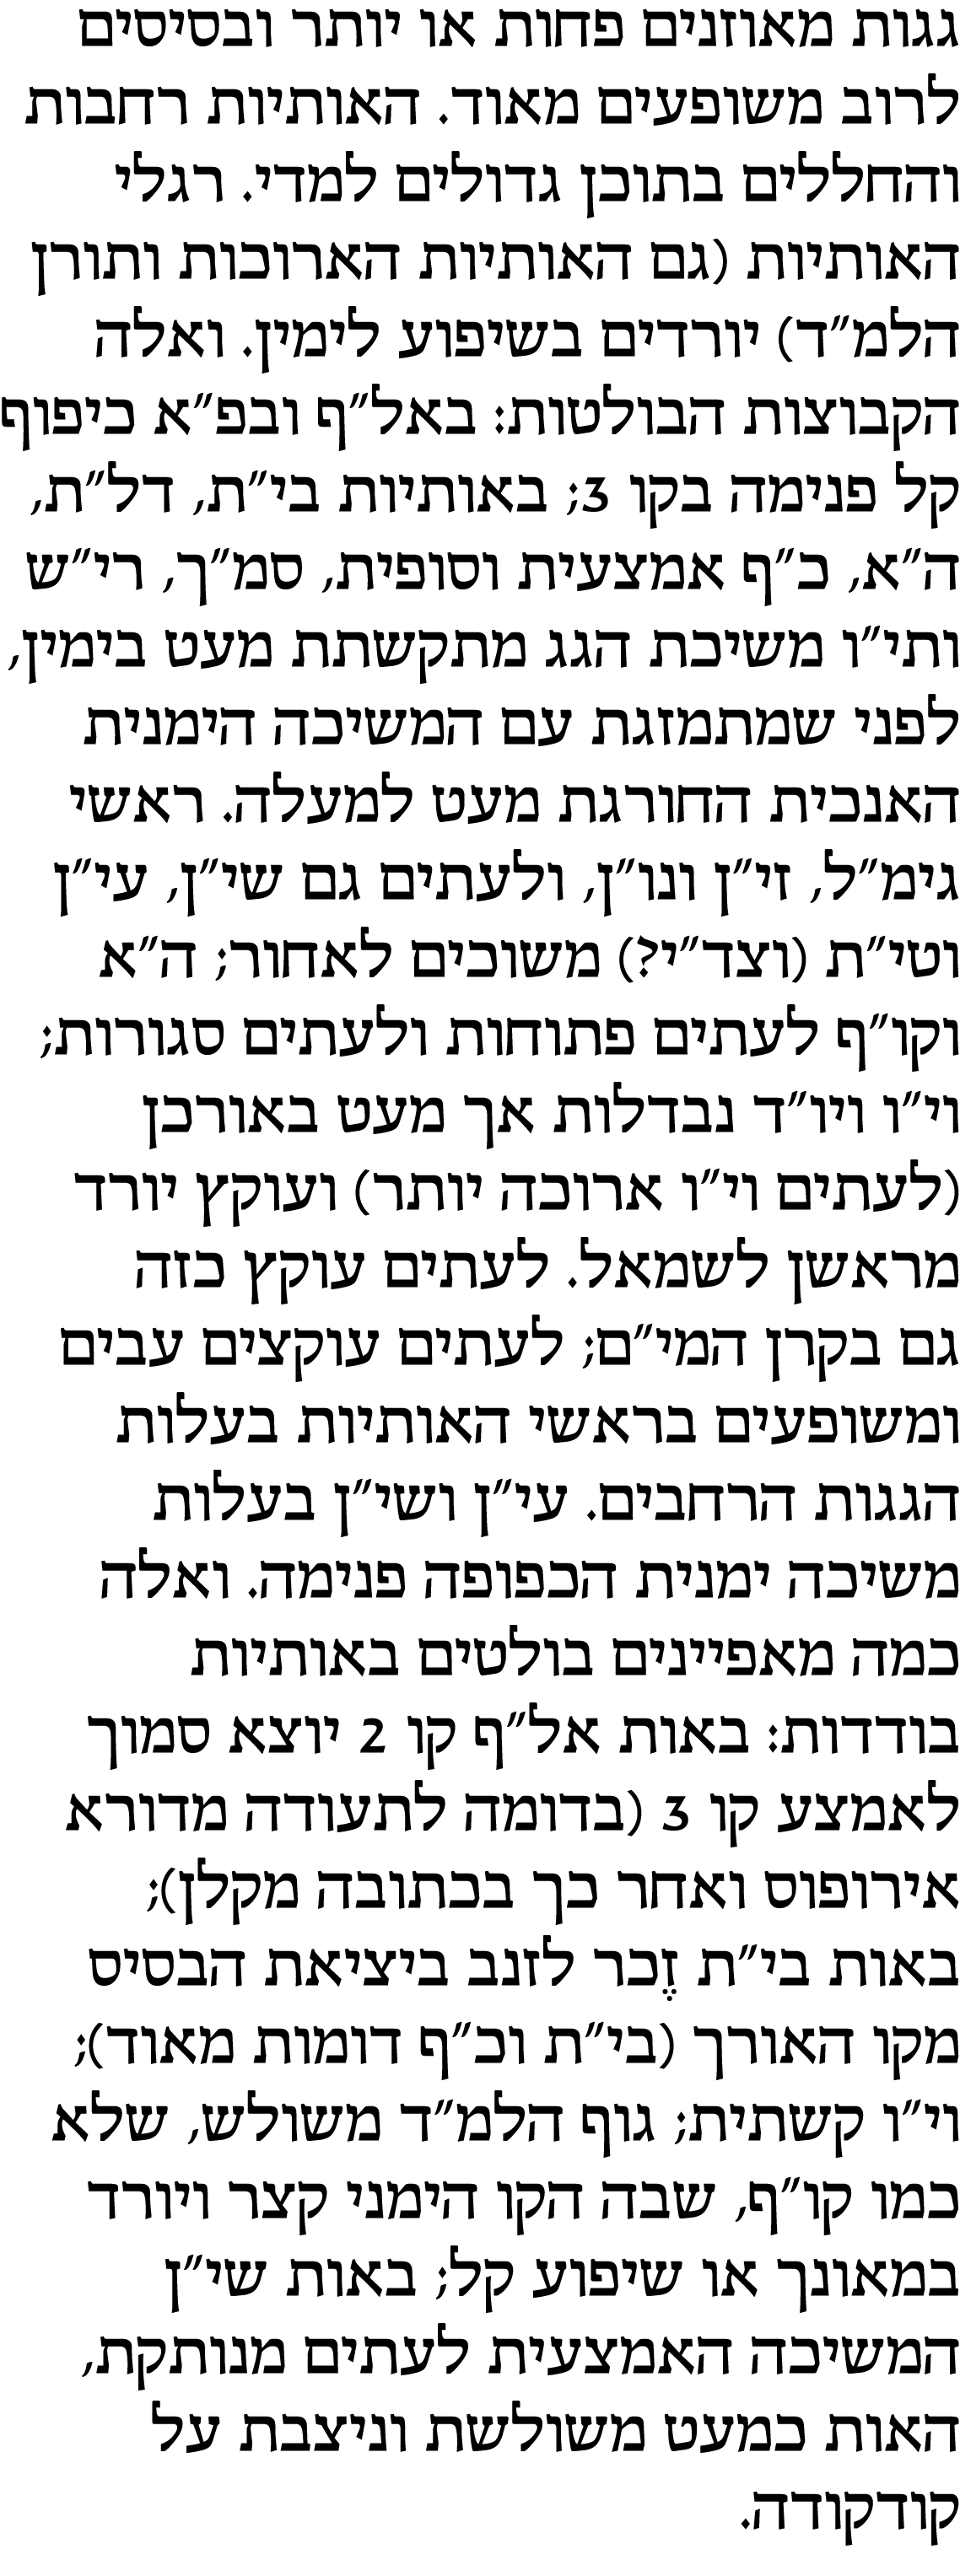 גגות מאוזנים פחות או יותר ובסיסים
לרוב משופעים מאוד. האותיות רחבות
והחללים בתוכן גדולים למדי. רגלי
האותיות (גם האותיות הארוכות ותורן
הלמ״ד) יורדים בשיפוע לימין. ואלה
הקבוצות הבולטות: באל״ף ובפ״א כיפוף
קל פנימה בקו 3; באותיות בי״ת, דל״ת,
ה״א, כ״ף אמצעית וסופית, סמ״ך, רי״ש
ותי״ו משיכת הגג מתקשתת מעט בימין,
לפני שמתמזגת עם המשיכה הימנית
האנכית החורגת מעט למעלה. ראשי
גימ״ל, זי״ן ונו״ן, ולעתים גם שי״ן, עי״ן
וטי״ת (וצד״י?) משוכים לאחור; ה״א
וקו״ף לעתים פתוחות ולעתים סגורות;
וי״ו ויו״ד נבדלות אך מעט באורכן
(לעתים וי״ו ארוכה יותר) ועוקץ יורד
מראשן לשמאל. לעתים עוקץ כזה
גם בקרן המי״ם; לעתים עוקצים עבים
ומשופעים בראשי האותיות בעלות
הגגות הרחבים. עי״ן ושי״ן בעלות
משיכה ימנית הכפופה פנימה. ואלה
כמה מאפיינים בולטים באותיות
בודדות: באות אל״ף קו 2 יוצא סמוך
לאמצע קו 3 (בדומה לתעודה מדורא
אירופוס ואחר כך בכתובה מקלן);
באות בי״ת זֶכר לזנב ביציאת הבסיס
מקו האורך (בי״ת וכ״ף דומות מאוד);
וי״ו קשתית; גוף הלמ״ד משולש, שלא
כמו קו״ף, שבה הקו הימני קצר ויורד
במאונך או שיפוע קל; באות שי״ן
המשיכה האמצעית לעתים מנותקת,
האות כמעט משולשת וניצבת על
קודקודה.